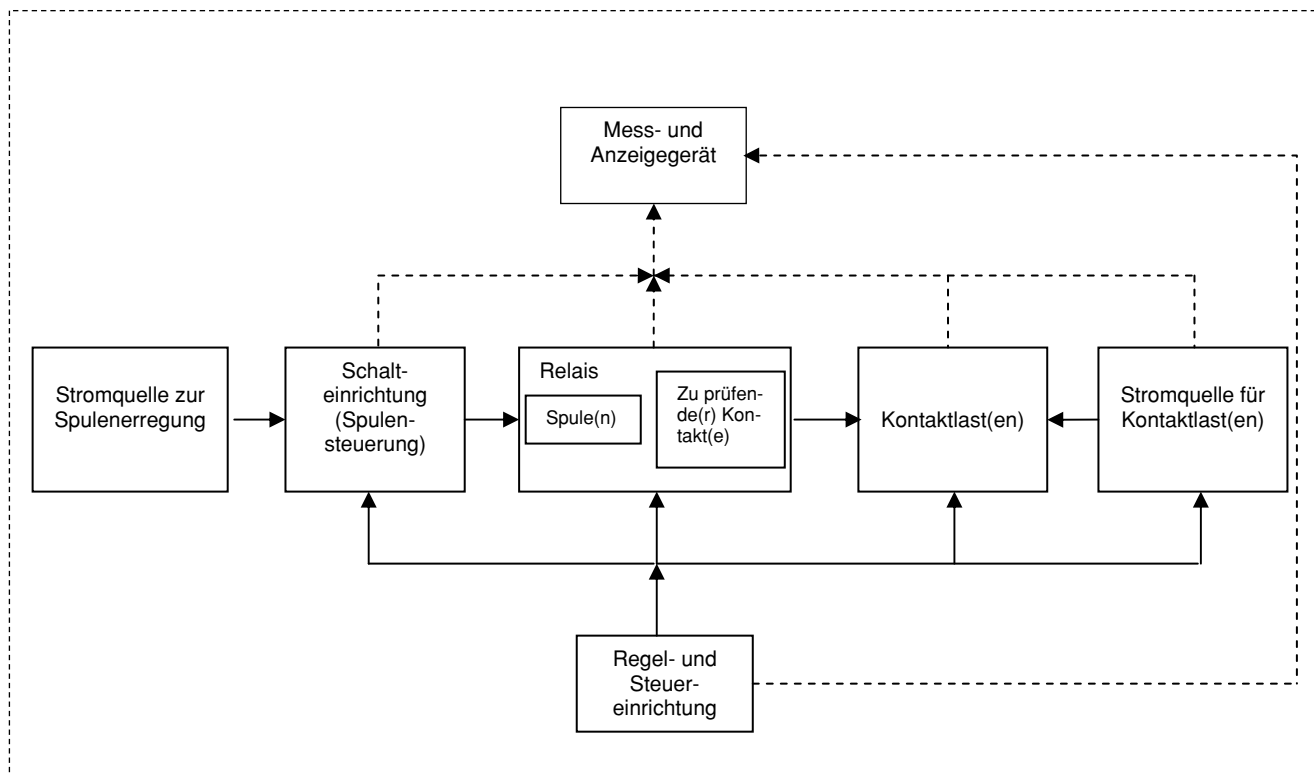 Mess- und
Anzeigegerät
Stromquelle zur
Spulenerregung
Schalt-
einrichtung
(Spulen-
steuerung)
Relais
Spule(n)
Zu prüfen-
de(r) Kon-
takt(e)
Kontaktlast(en)
Stromquelle für
Kontaktlast(en)
Regel- und
Steuer-
einrichtung